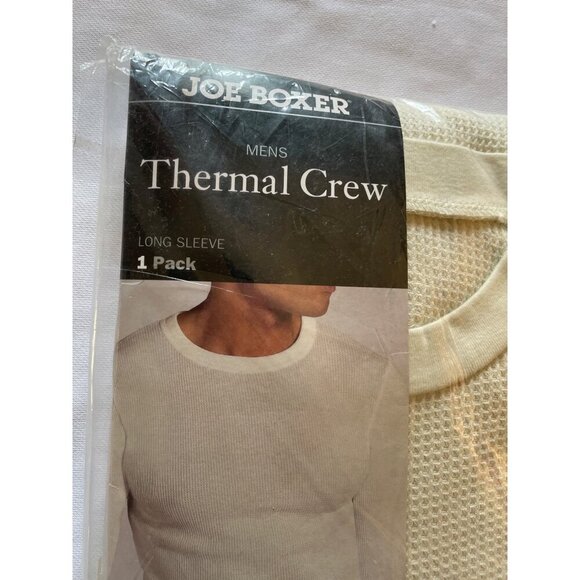 JOE BOXER
MENS
Thermal Crew
LONG SLEEVE
1 Pack